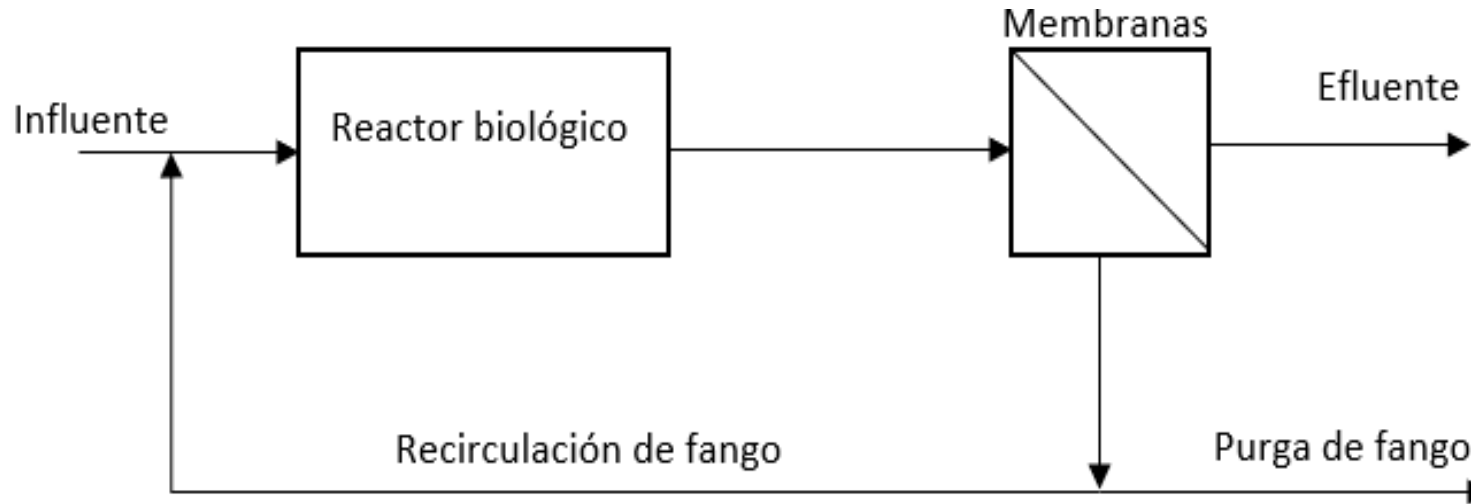 Membranas
Influente
Reactor biológico
Efluente
Recirculación de fango
Purga de fango